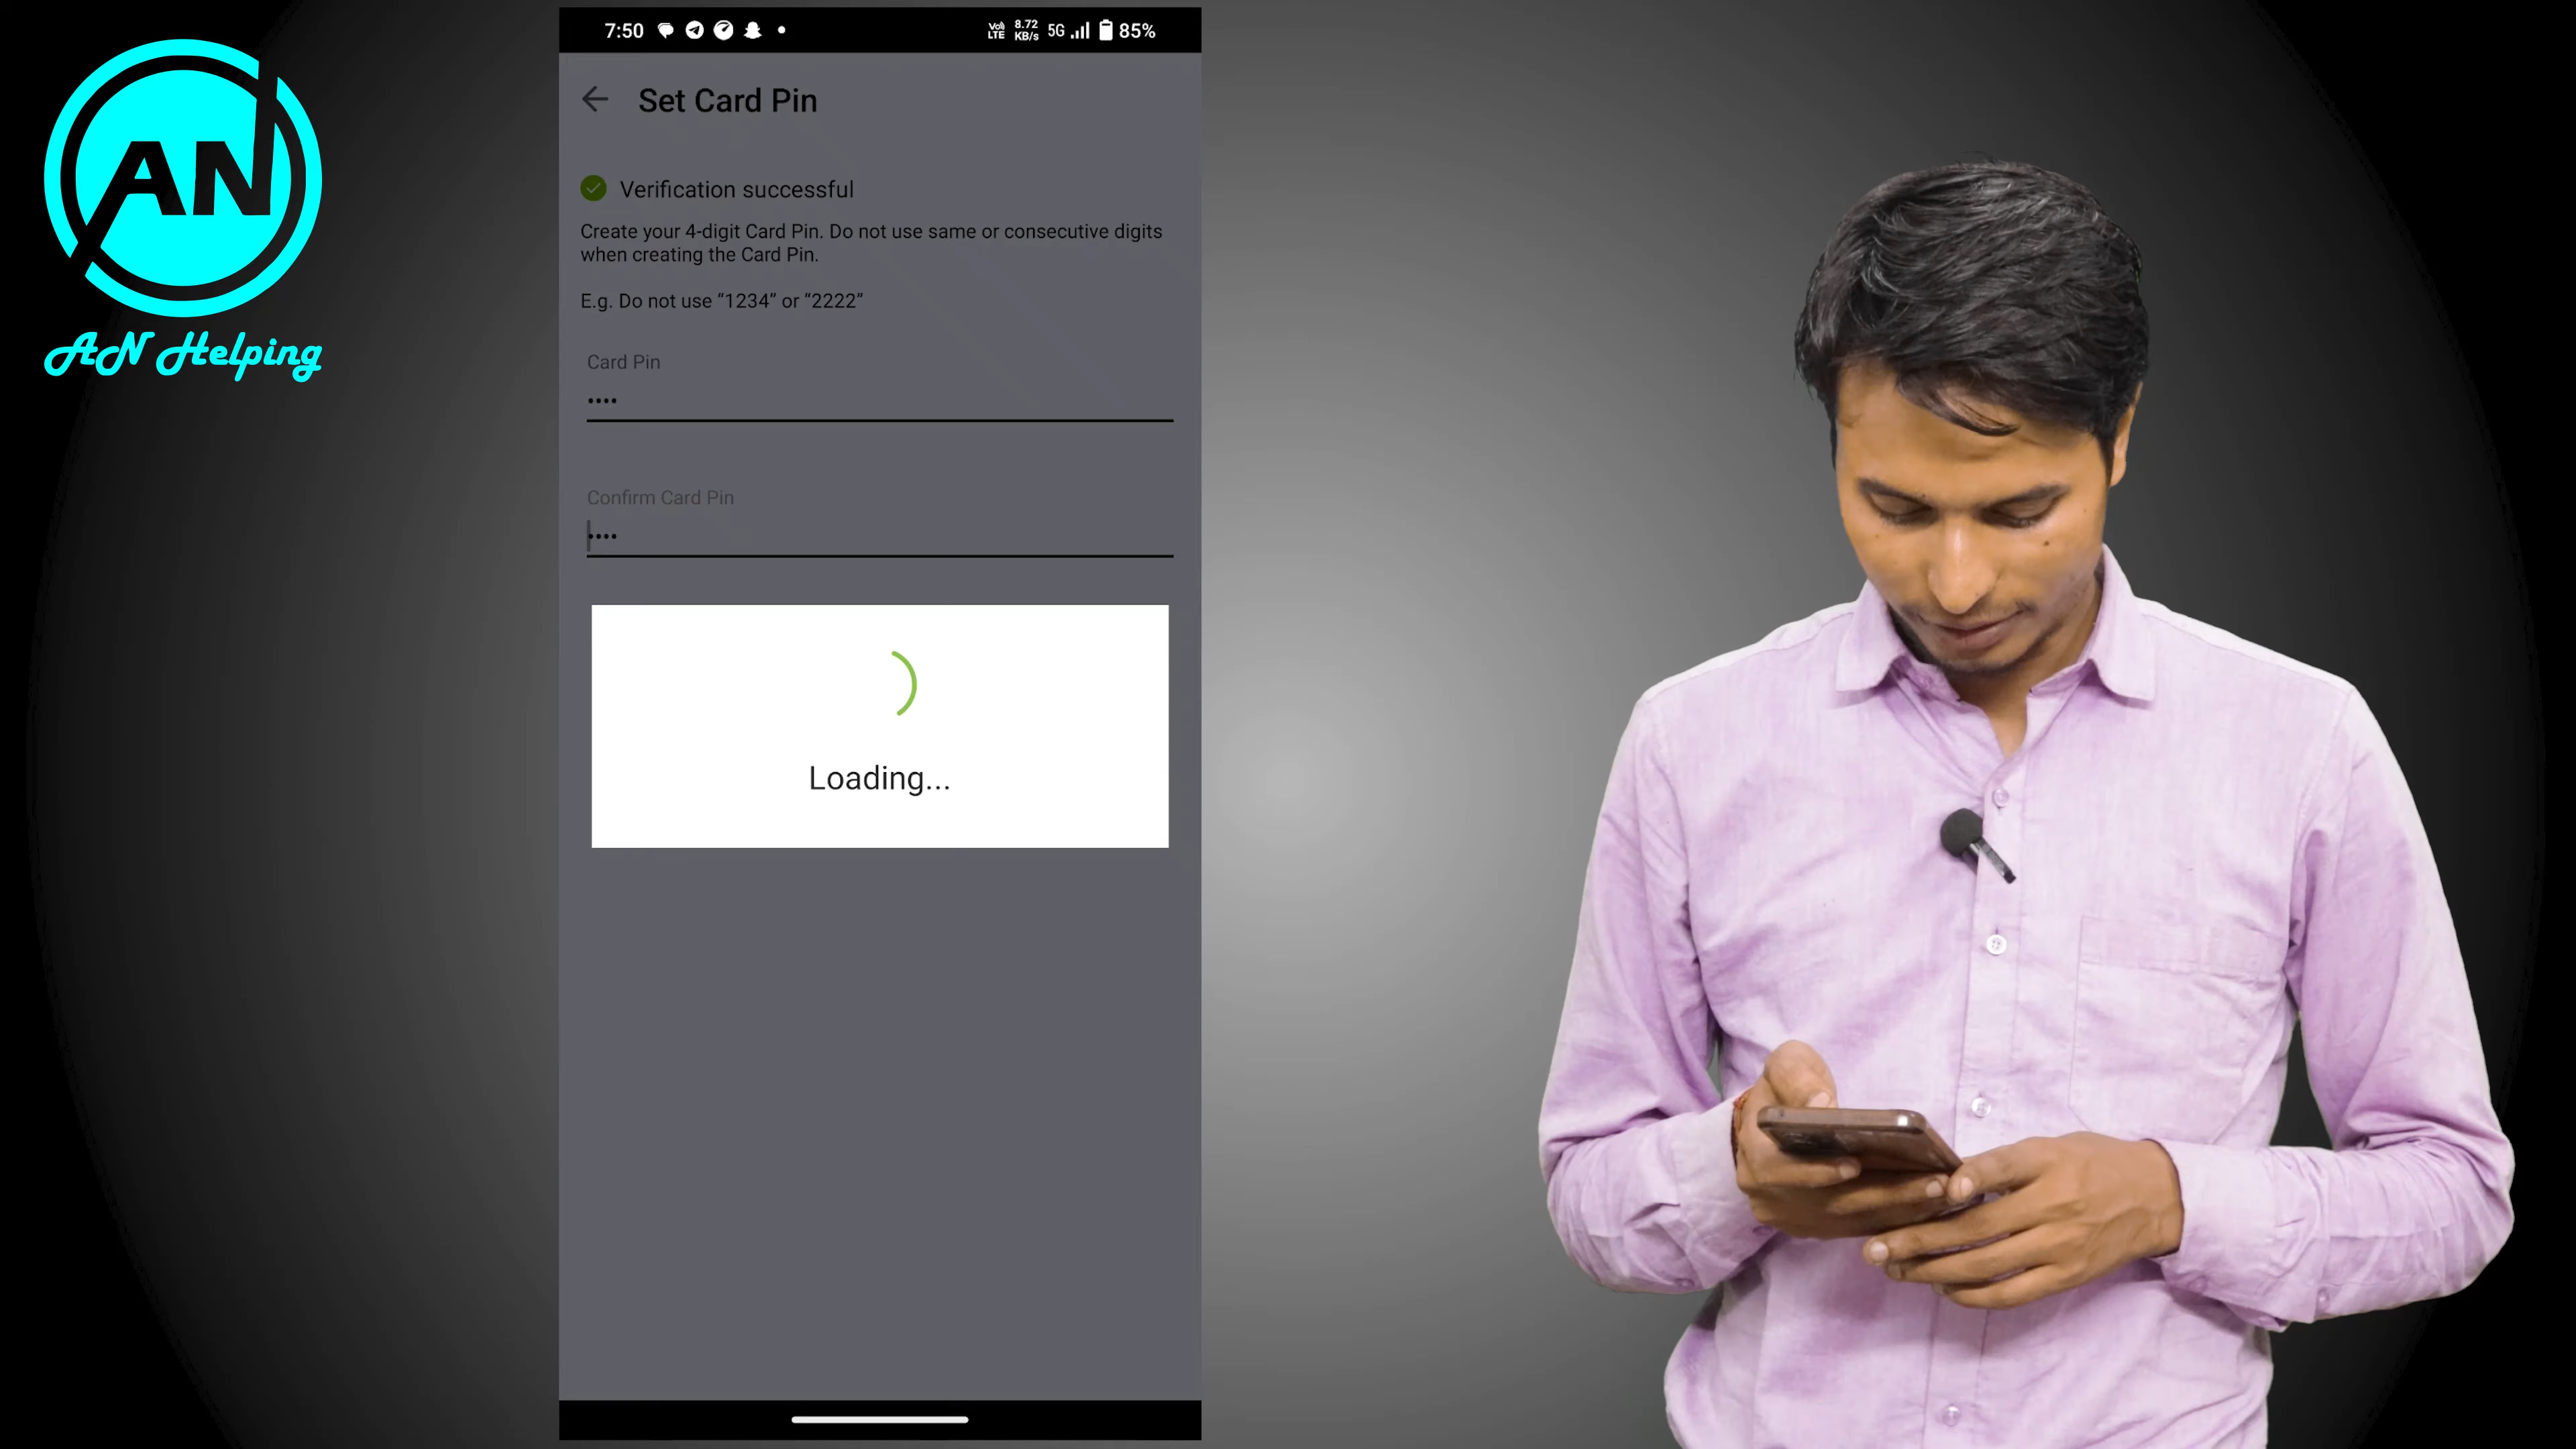 AN
AN Helping
7:50
Vo)) LTE
8.72 KB/s
5G
85%
Set Card Pin
Verification successful
Create your 4-digit Card Pin. Do not use same or consecutive digits
when creating the Card Pin.
E.g. Do not use “1234” or “2222”
Card Pin
••••
Confirm Card Pin
••••
Loading...